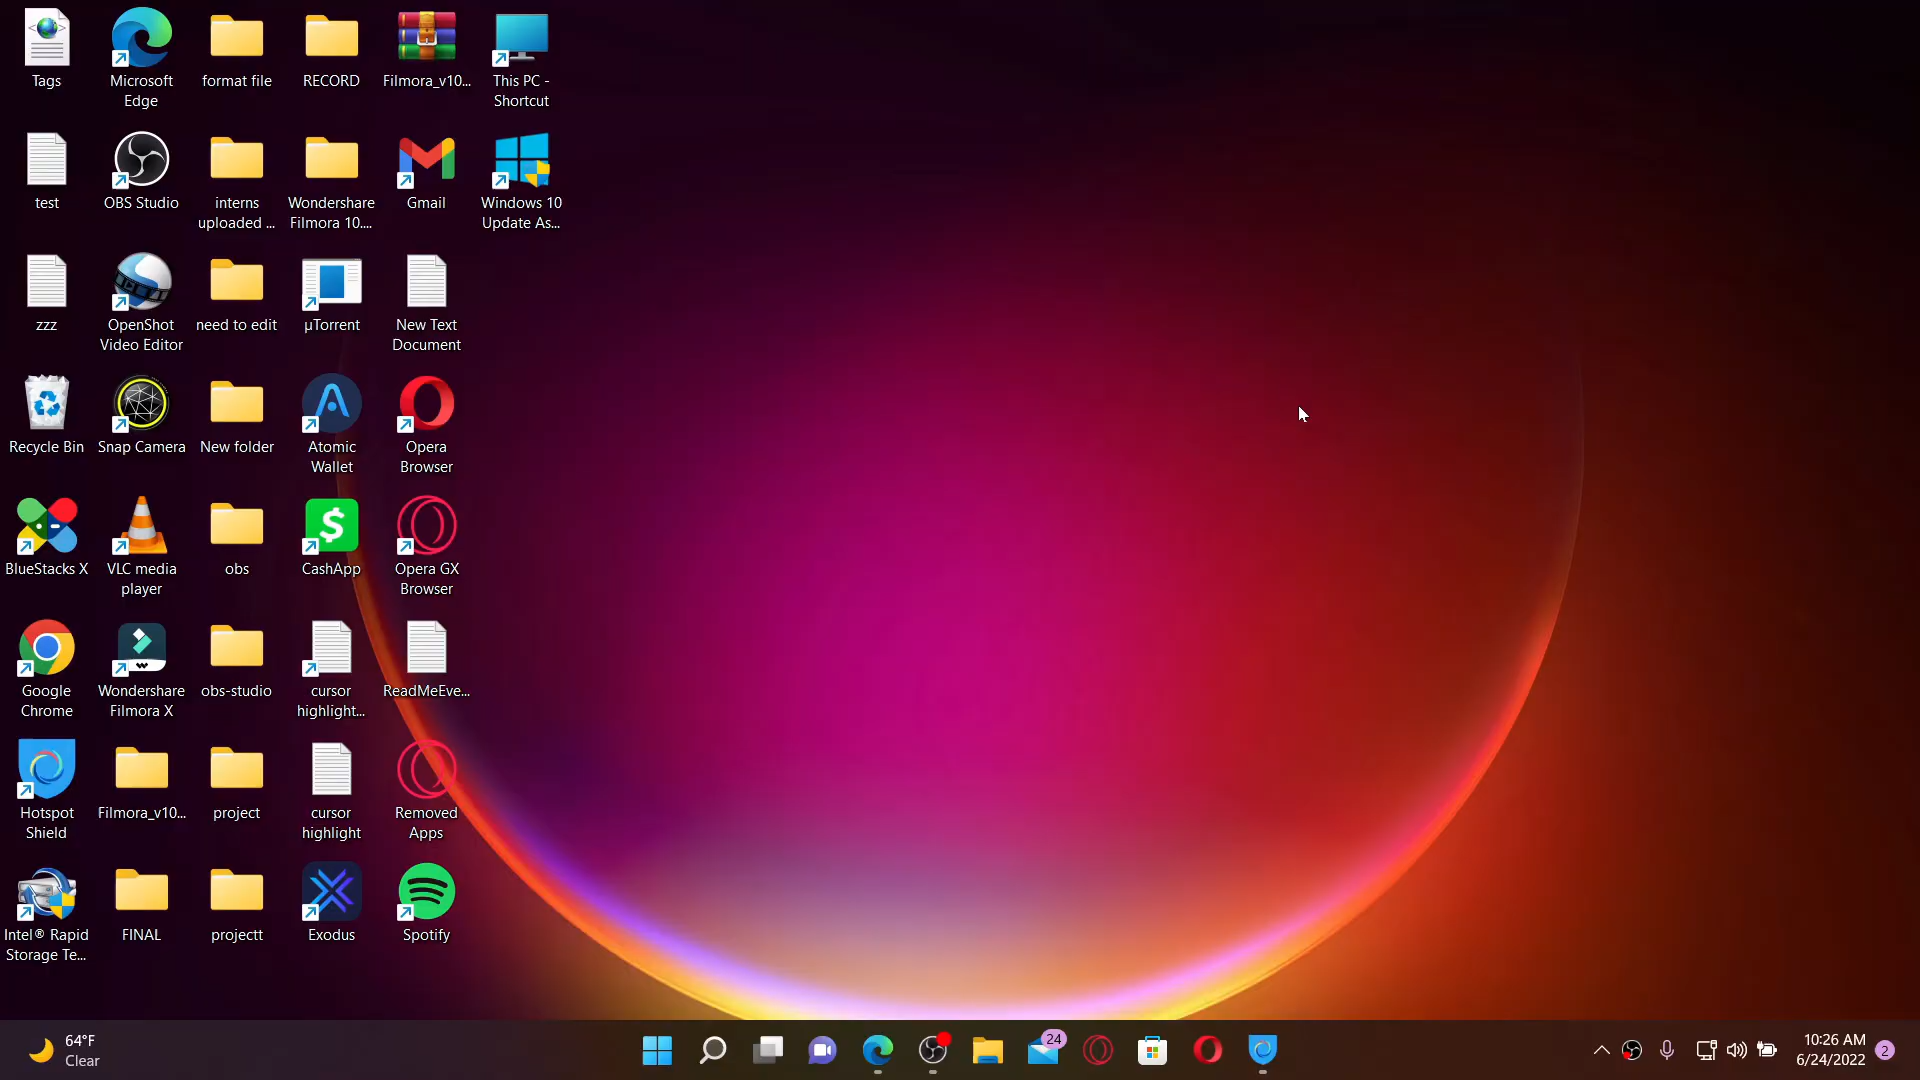 Tags
Microsoft
Edge
format file
RECORD
Filmora_v10...
This PC -
Shortcut
test
OBS Studio
interns
uploaded ...
Wondershare
Filmora 10....
Gmail
Windows 10
Update As...
zzz
OpenShot
Video Editor
need to edit
µTorrent
New Text
Document
Recycle Bin
Snap Camera
New folder
Atomic
Wallet
Opera
Browser
BlueStacks X
VLC media
player
obs
CashApp
Opera GX
Browser
Google
Chrome
Wondershare
Filmora X
obs-studio
cursor
highlight...
ReadMeEve...
Hotspot
Shield
Filmora_v10...
project
cursor
highlight
Removed
Apps
Intel® Rapid
Storage Te...
FINAL
projectt
Exodus
Spotify
64°F
Clear
24
10:26 AM
6/24/2022
2